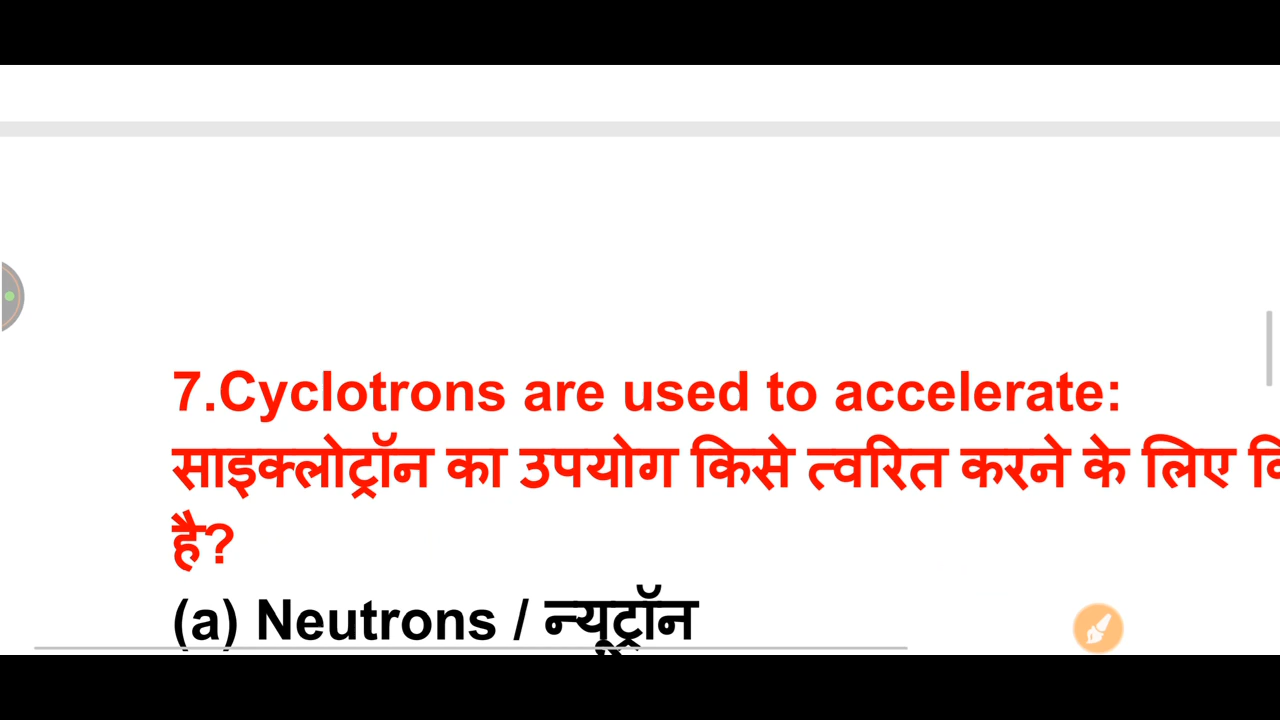 7.Cyclotrons are used to accelerate:
साइक्लोट्रॉन का उपयोग किसे त्वरित करने के लिए
है?
(a) Neutrons / न्यूट्रॉन